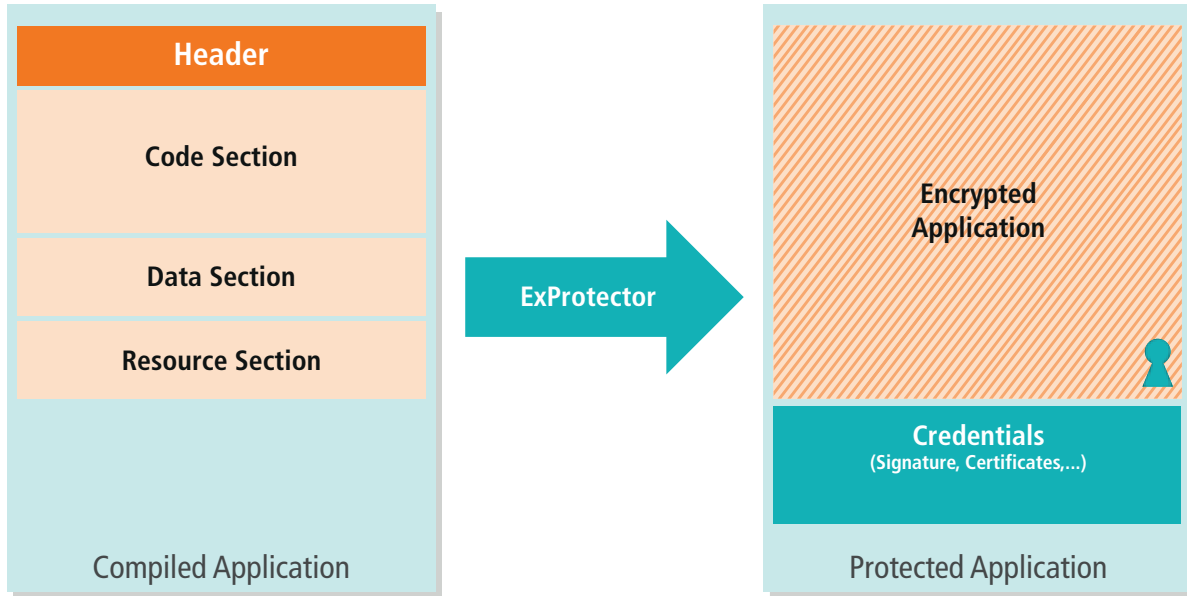 Header
Code Section
Data Section
Resource Section
Compiled Application
ExProtector
Encrypted
Application
Credentials
(Signature, Certificates,...)
Protected Application